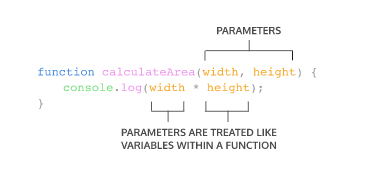 PARAMETERS
function calculateArea(width, height) {
console.log(width * height);
}
PARAMETERS ARE TREATED LIKE
VARIABLES WITHIN A FUNCTION